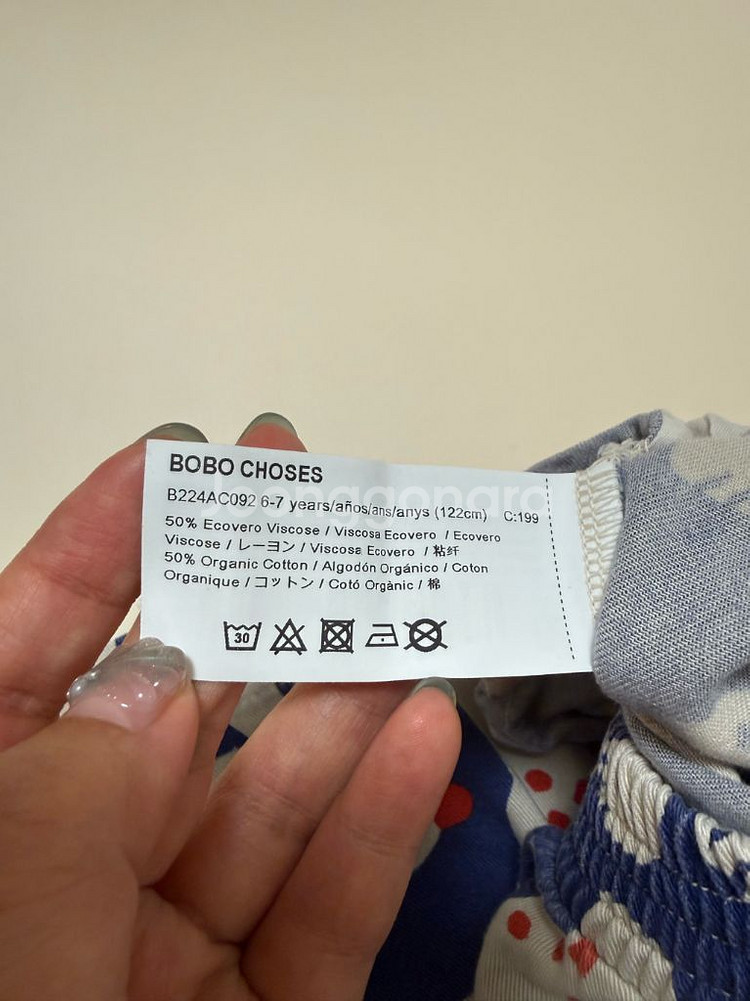 BOBO CHOSES
B224AC092 6-7 years/años/ans/anys (122cm) C:199
50% Ecovero Viscose / Viscosa Ecovero / Ecovero
Viscose / レーヨン / Viscosa Ecovero / 粘纤
50% Organic Cotton / Algodón Orgánico / Coton
Organique / コットン / Cotó Orgànic / 棉
30
Joonggonara